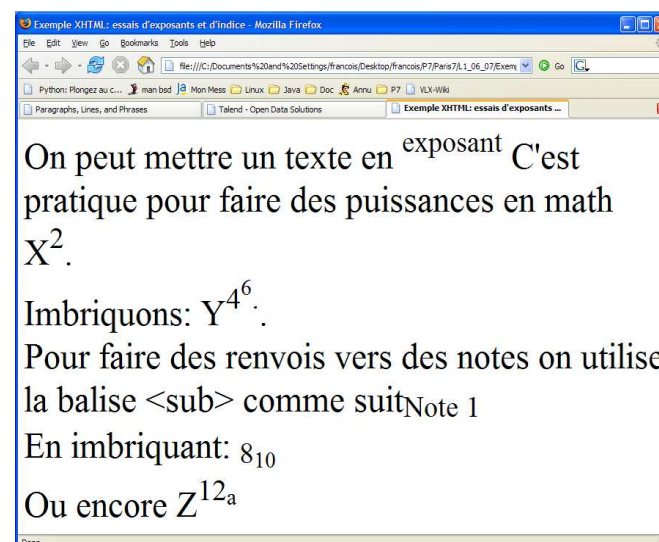 Exemple XHTML: essais d'exposants et d'indice - Mozilla Firefox
File Edit View Go Bookmarks Tools Help
file:///C:/Documents%20and%20Settings/francois/Desktop/francois/P7/Paris7/L1_06_07/Exem Go
Python: Plongez au c... man bsd Mon Mess Linux Java Doc Annu P7 VLX-Wiki
Paragraphs, Lines, and Phrases Talend - Open Data Solutions Exemple XHTML: essais d'exposants ...
On peut mettre un texte en exposant C'est
pratique pour faire des puissances en math
X².
Imbriquons: Y⁴⁶·.
Pour faire des renvois vers des notes on utilise
la balise <sub> comme suit Note 1
En imbriquant: ₈₁₀
Ou encore Z¹²ₐ